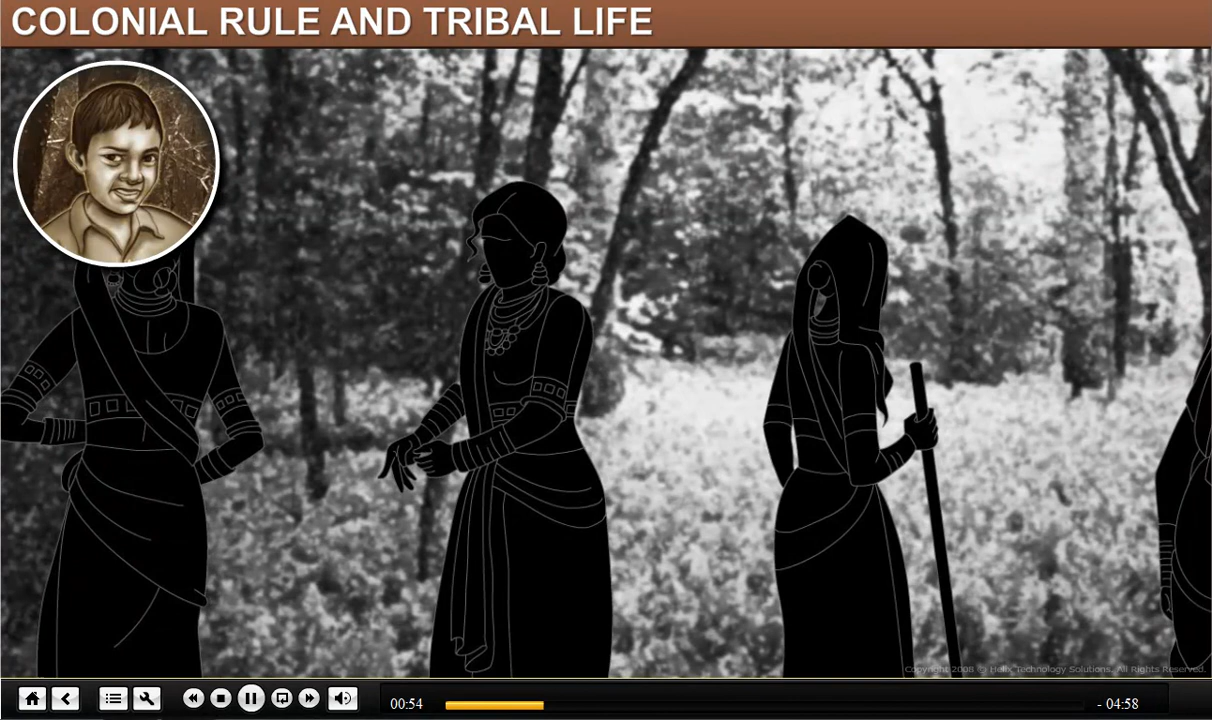 COLONIAL RULE AND TRIBAL LIFE
Copyright 2008 © Helix Technology Solutions. All Rights Reserved.
00:54
- 04:58